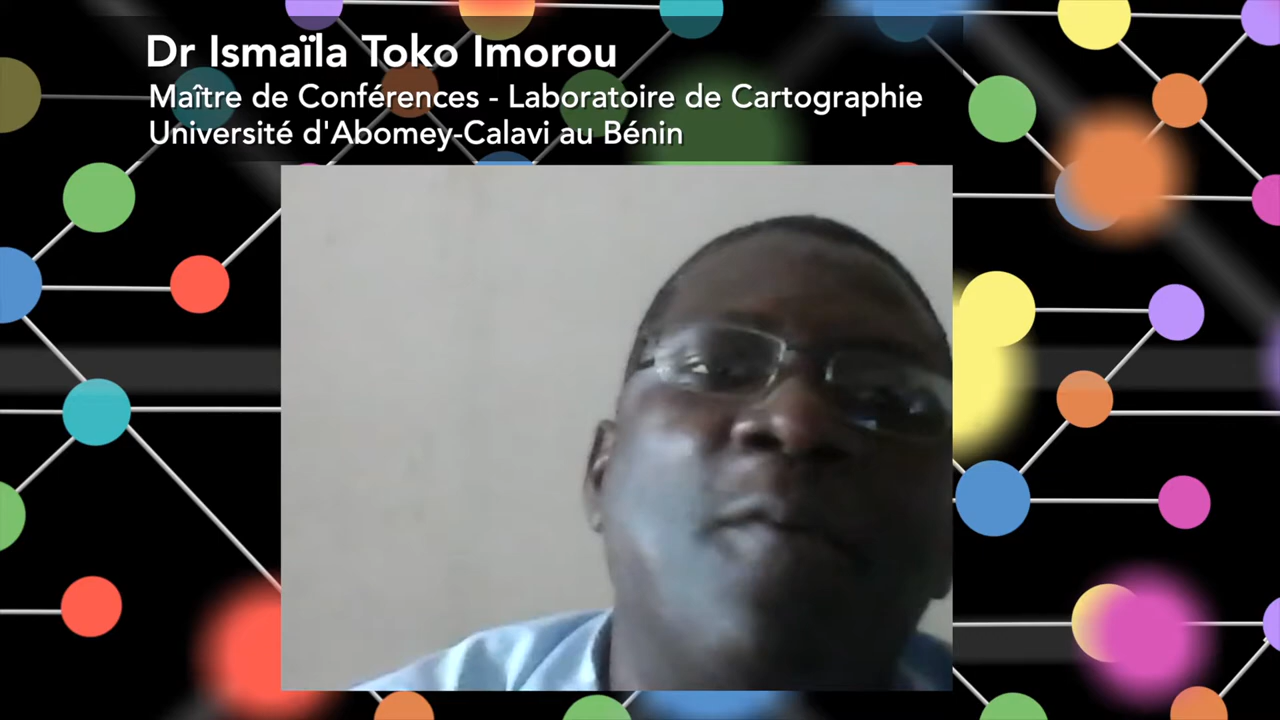 Dr Ismaïla Toko Imorou
Maître de Conférences - Laboratoire de Cartographie
Université d'Abomey-Calavi au Bénin